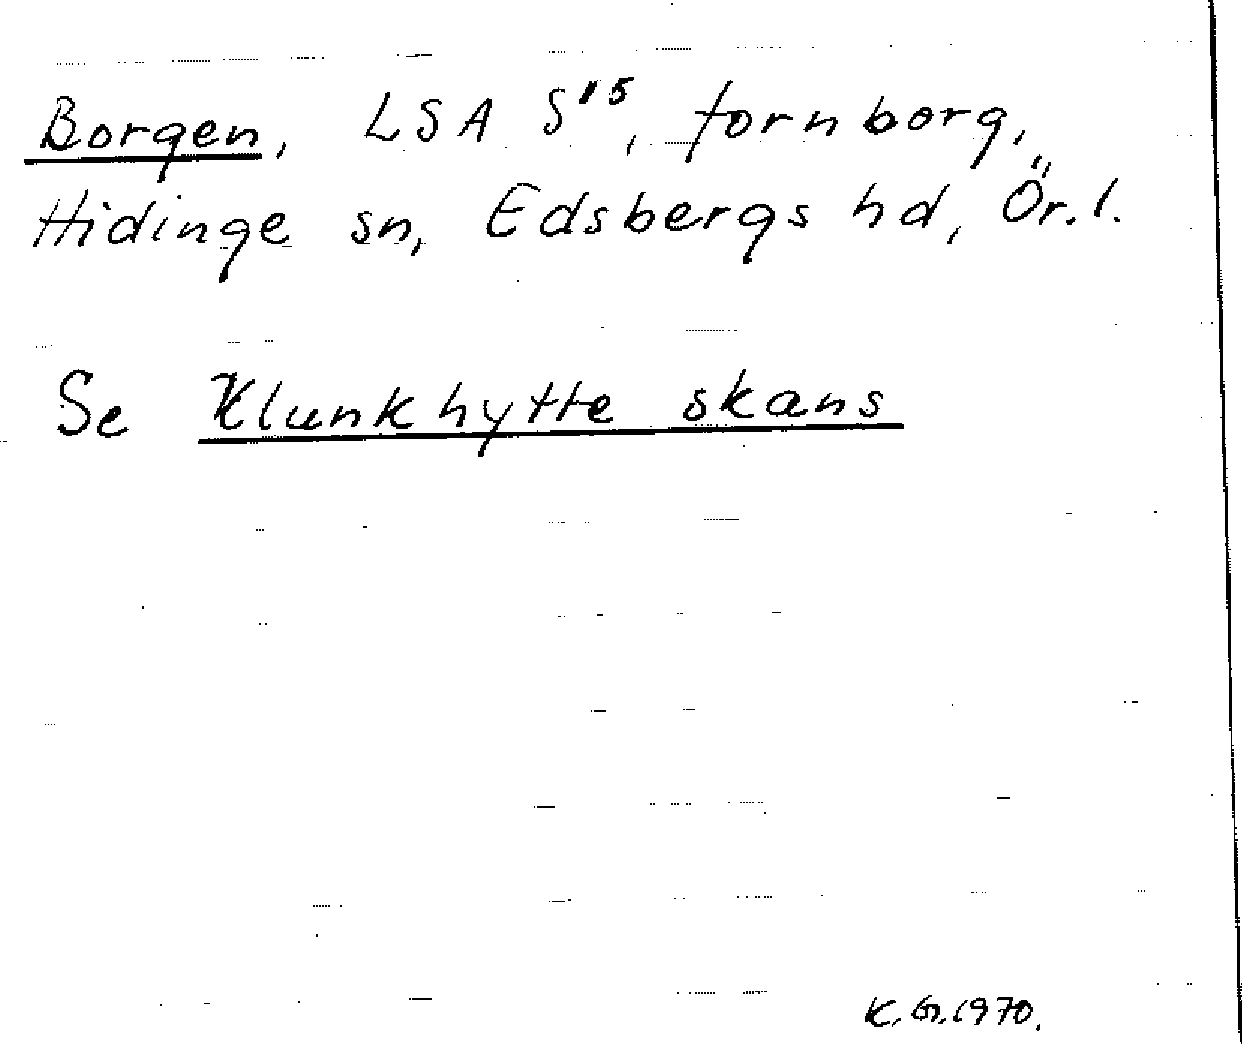 Borgen, LSA S¹⁵, fornborg,
Hidinge sn, Edsbergs hd, Ör. l.
Se Klunkhytte skans
K. G. 1970.